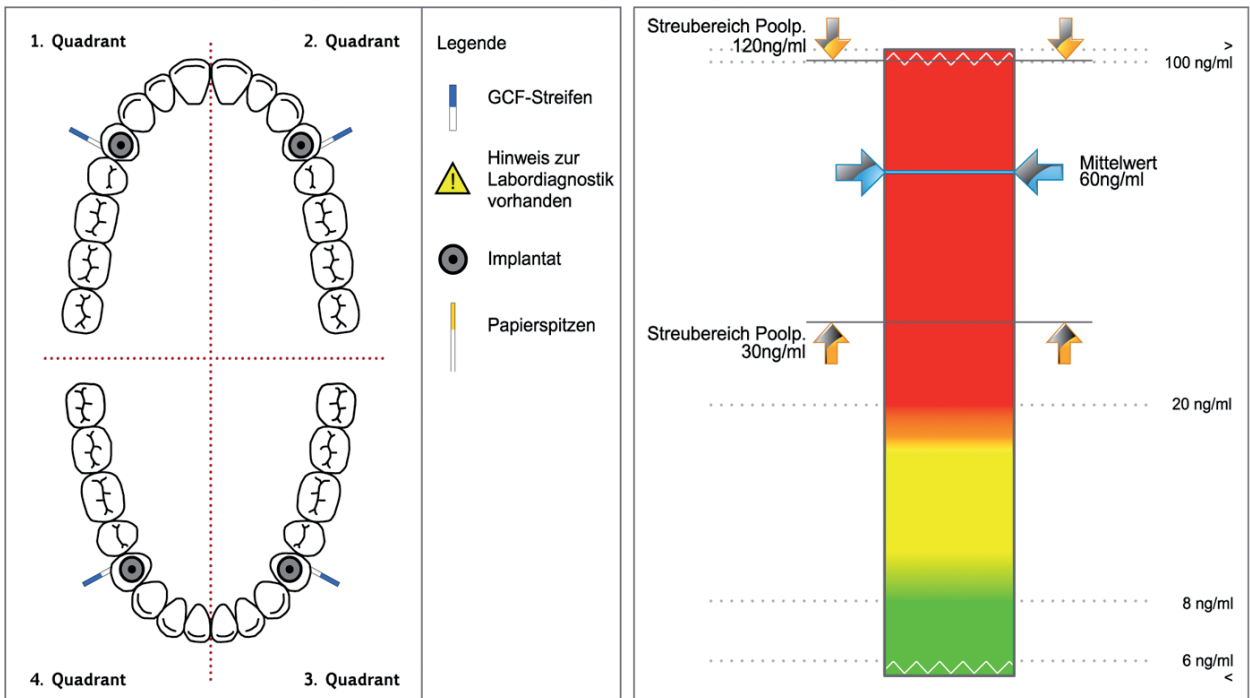 1. Quadrant
2. Quadrant
4. Quadrant
3. Quadrant
Legende
GCF-Streifen
Hinweis zur
Labordiagnostik
vorhanden
Implantat
Papierspitzen
Streubereich Poolp.
120ng/ml
>
100 ng/ml
Mittelwert
60ng/ml
Streubereich Poolp.
30ng/ml
20 ng/ml
8 ng/ml
6 ng/ml
<